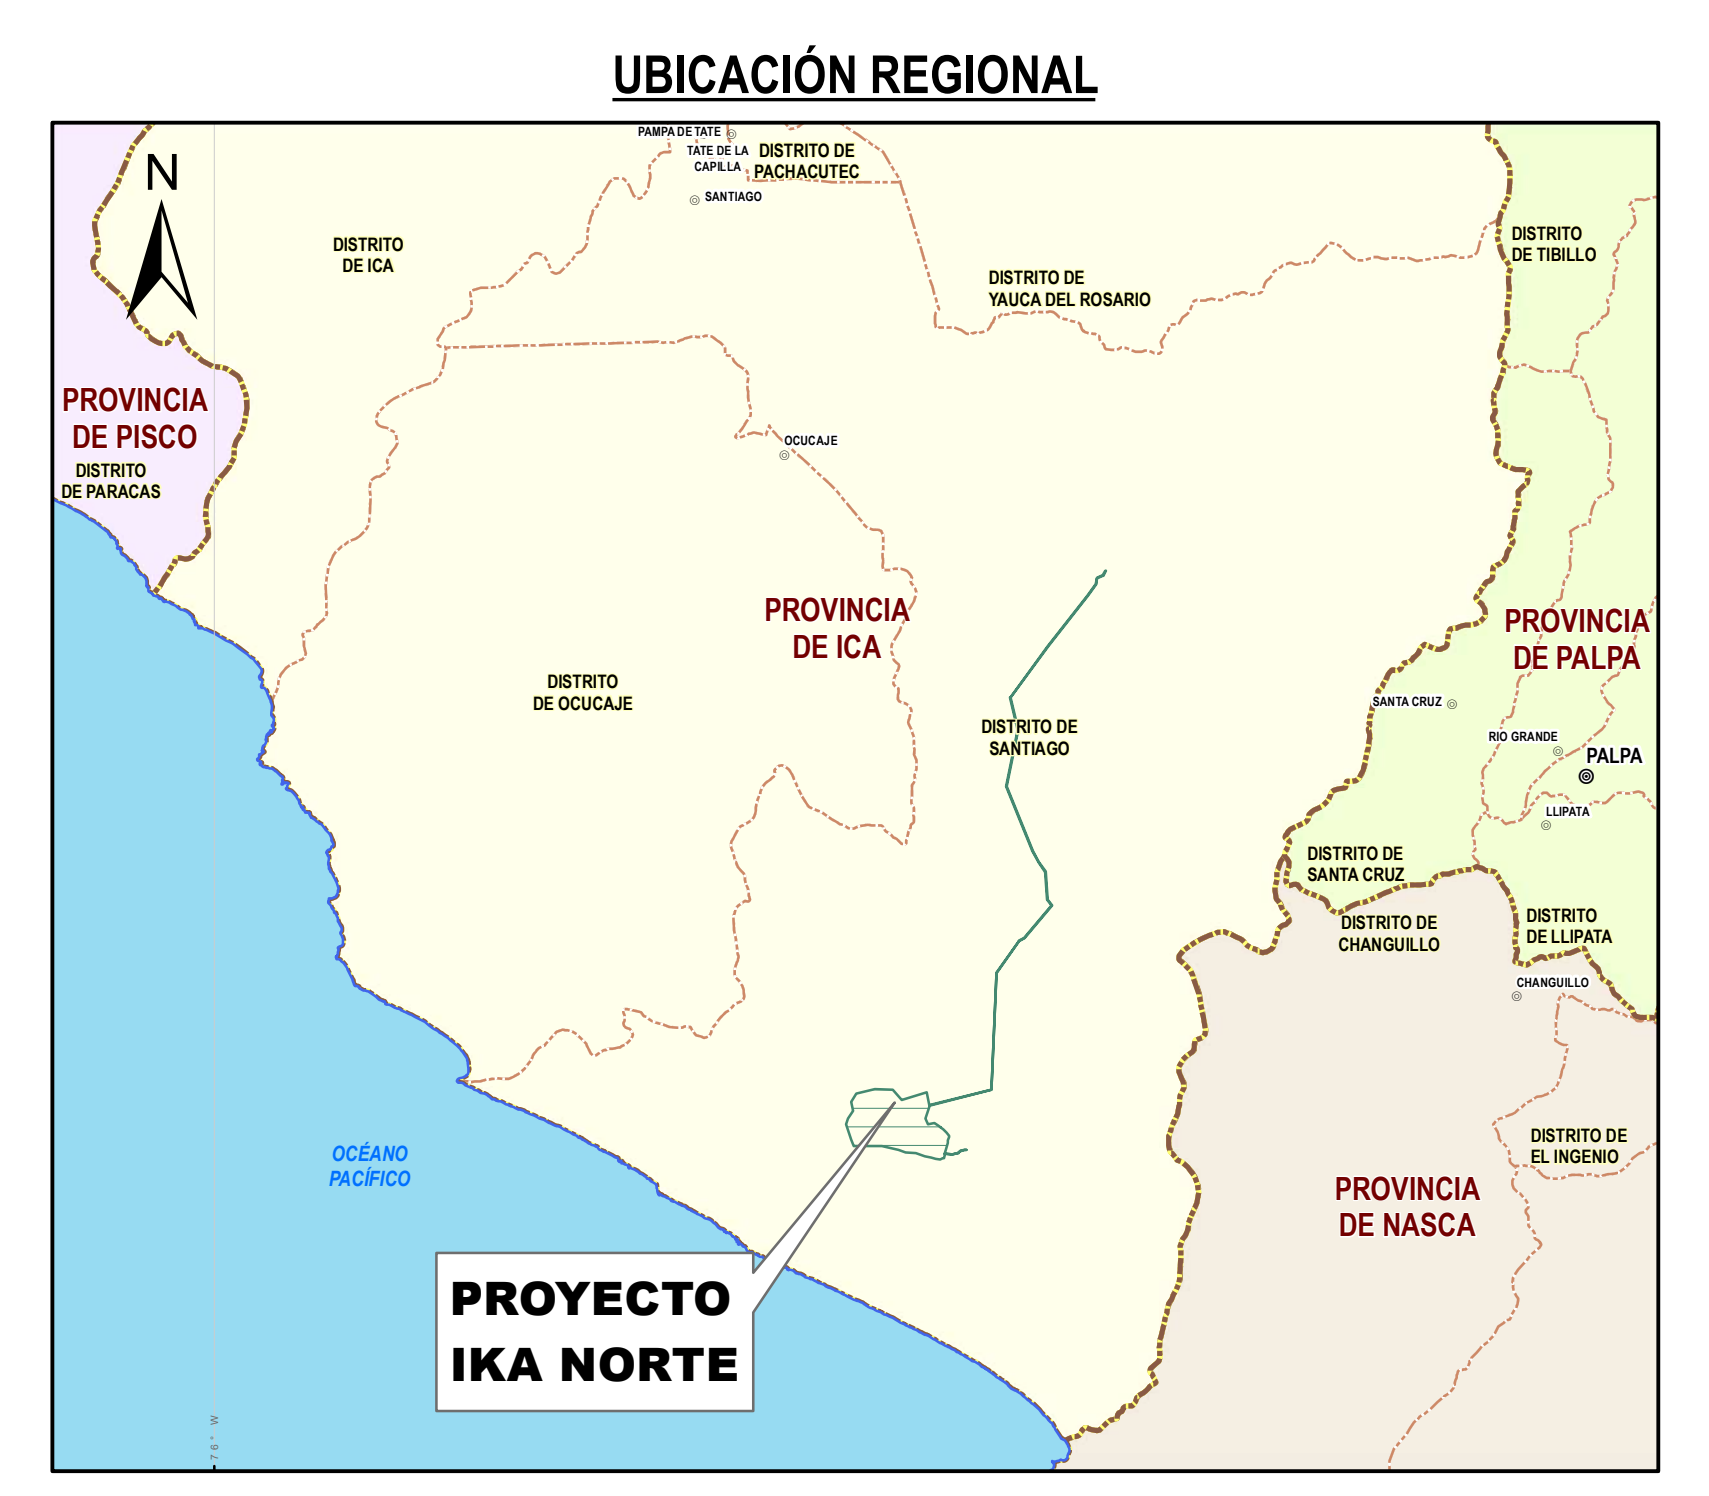 UBICACIÓN REGIONAL
PAMPA DE TATE
TATE DE LA
CAPILLA
DISTRITO DE
PACHACUTEC
SANTIAGO
N
DISTRITO
DE ICA
DISTRITO
DE TIBILLO
DISTRITO DE
YAUCA DEL ROSARIO
PROVINCIA
DE PISCO
DISTRITO
DE PARACAS
OCUCAJE
PROVINCIA
DE ICA
PROVINCIA
DE PALPA
DISTRITO
DE OCUCAJE
SANTA CRUZ
DISTRITO DE
SANTIAGO
RIO GRANDE
PALPA
LLIPATA
DISTRITO DE
SANTA CRUZ
DISTRITO DE
CHANGUILLO
DISTRITO
DE LLIPATA
CHANGUILLO
DISTRITO DE
EL INGENIO
OCÉANO
PACÍFICO
PROVINCIA
DE NASCA
PROYECTO
IKA NORTE
76° W